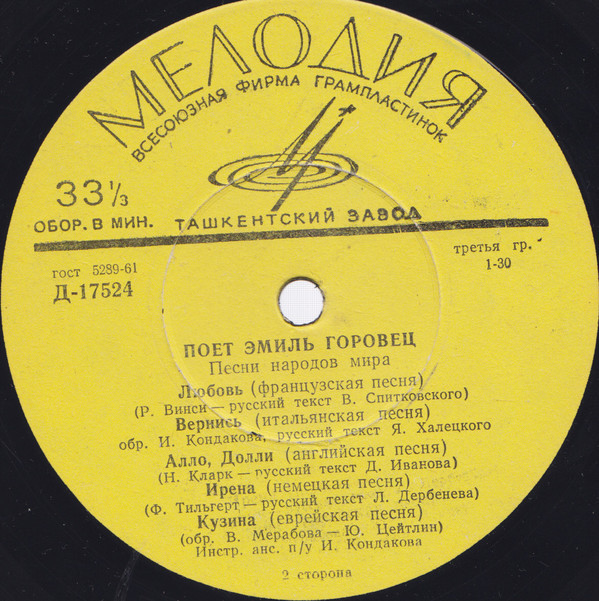 МЕЛОДИЯ
ВСЕСОЮЗНАЯ ФИРМА ГРАМПЛАСТИНОК
33 1/3
ОБОР. В МИН. ТАШКЕНТСКИЙ ЗАВОД
гост 5289-61
третья гр.
Д-17524
1-30
ПОЕТ ЭМИЛЬ ГОРОВЕЦ
Песни народов мира
Любовь (французская песня)
(Р. Винси — русский текст В. Спитковского)
Вернись (итальянская песня)
обр. И. Кондакова, русский текст Я. Халецкого
Алло, Долли (английская песня)
(Н. Кларк — русский текст Д. Иванова)
Ирена (немецкая песня)
(Ф. Тильгерт — русский текст Л. Дербенева)
Кузина (еврейская песня)
(обр. В. Мерабова — Ю. Цейтлин)
Инстр. анс. п/у И. Кондакова
2 сторона